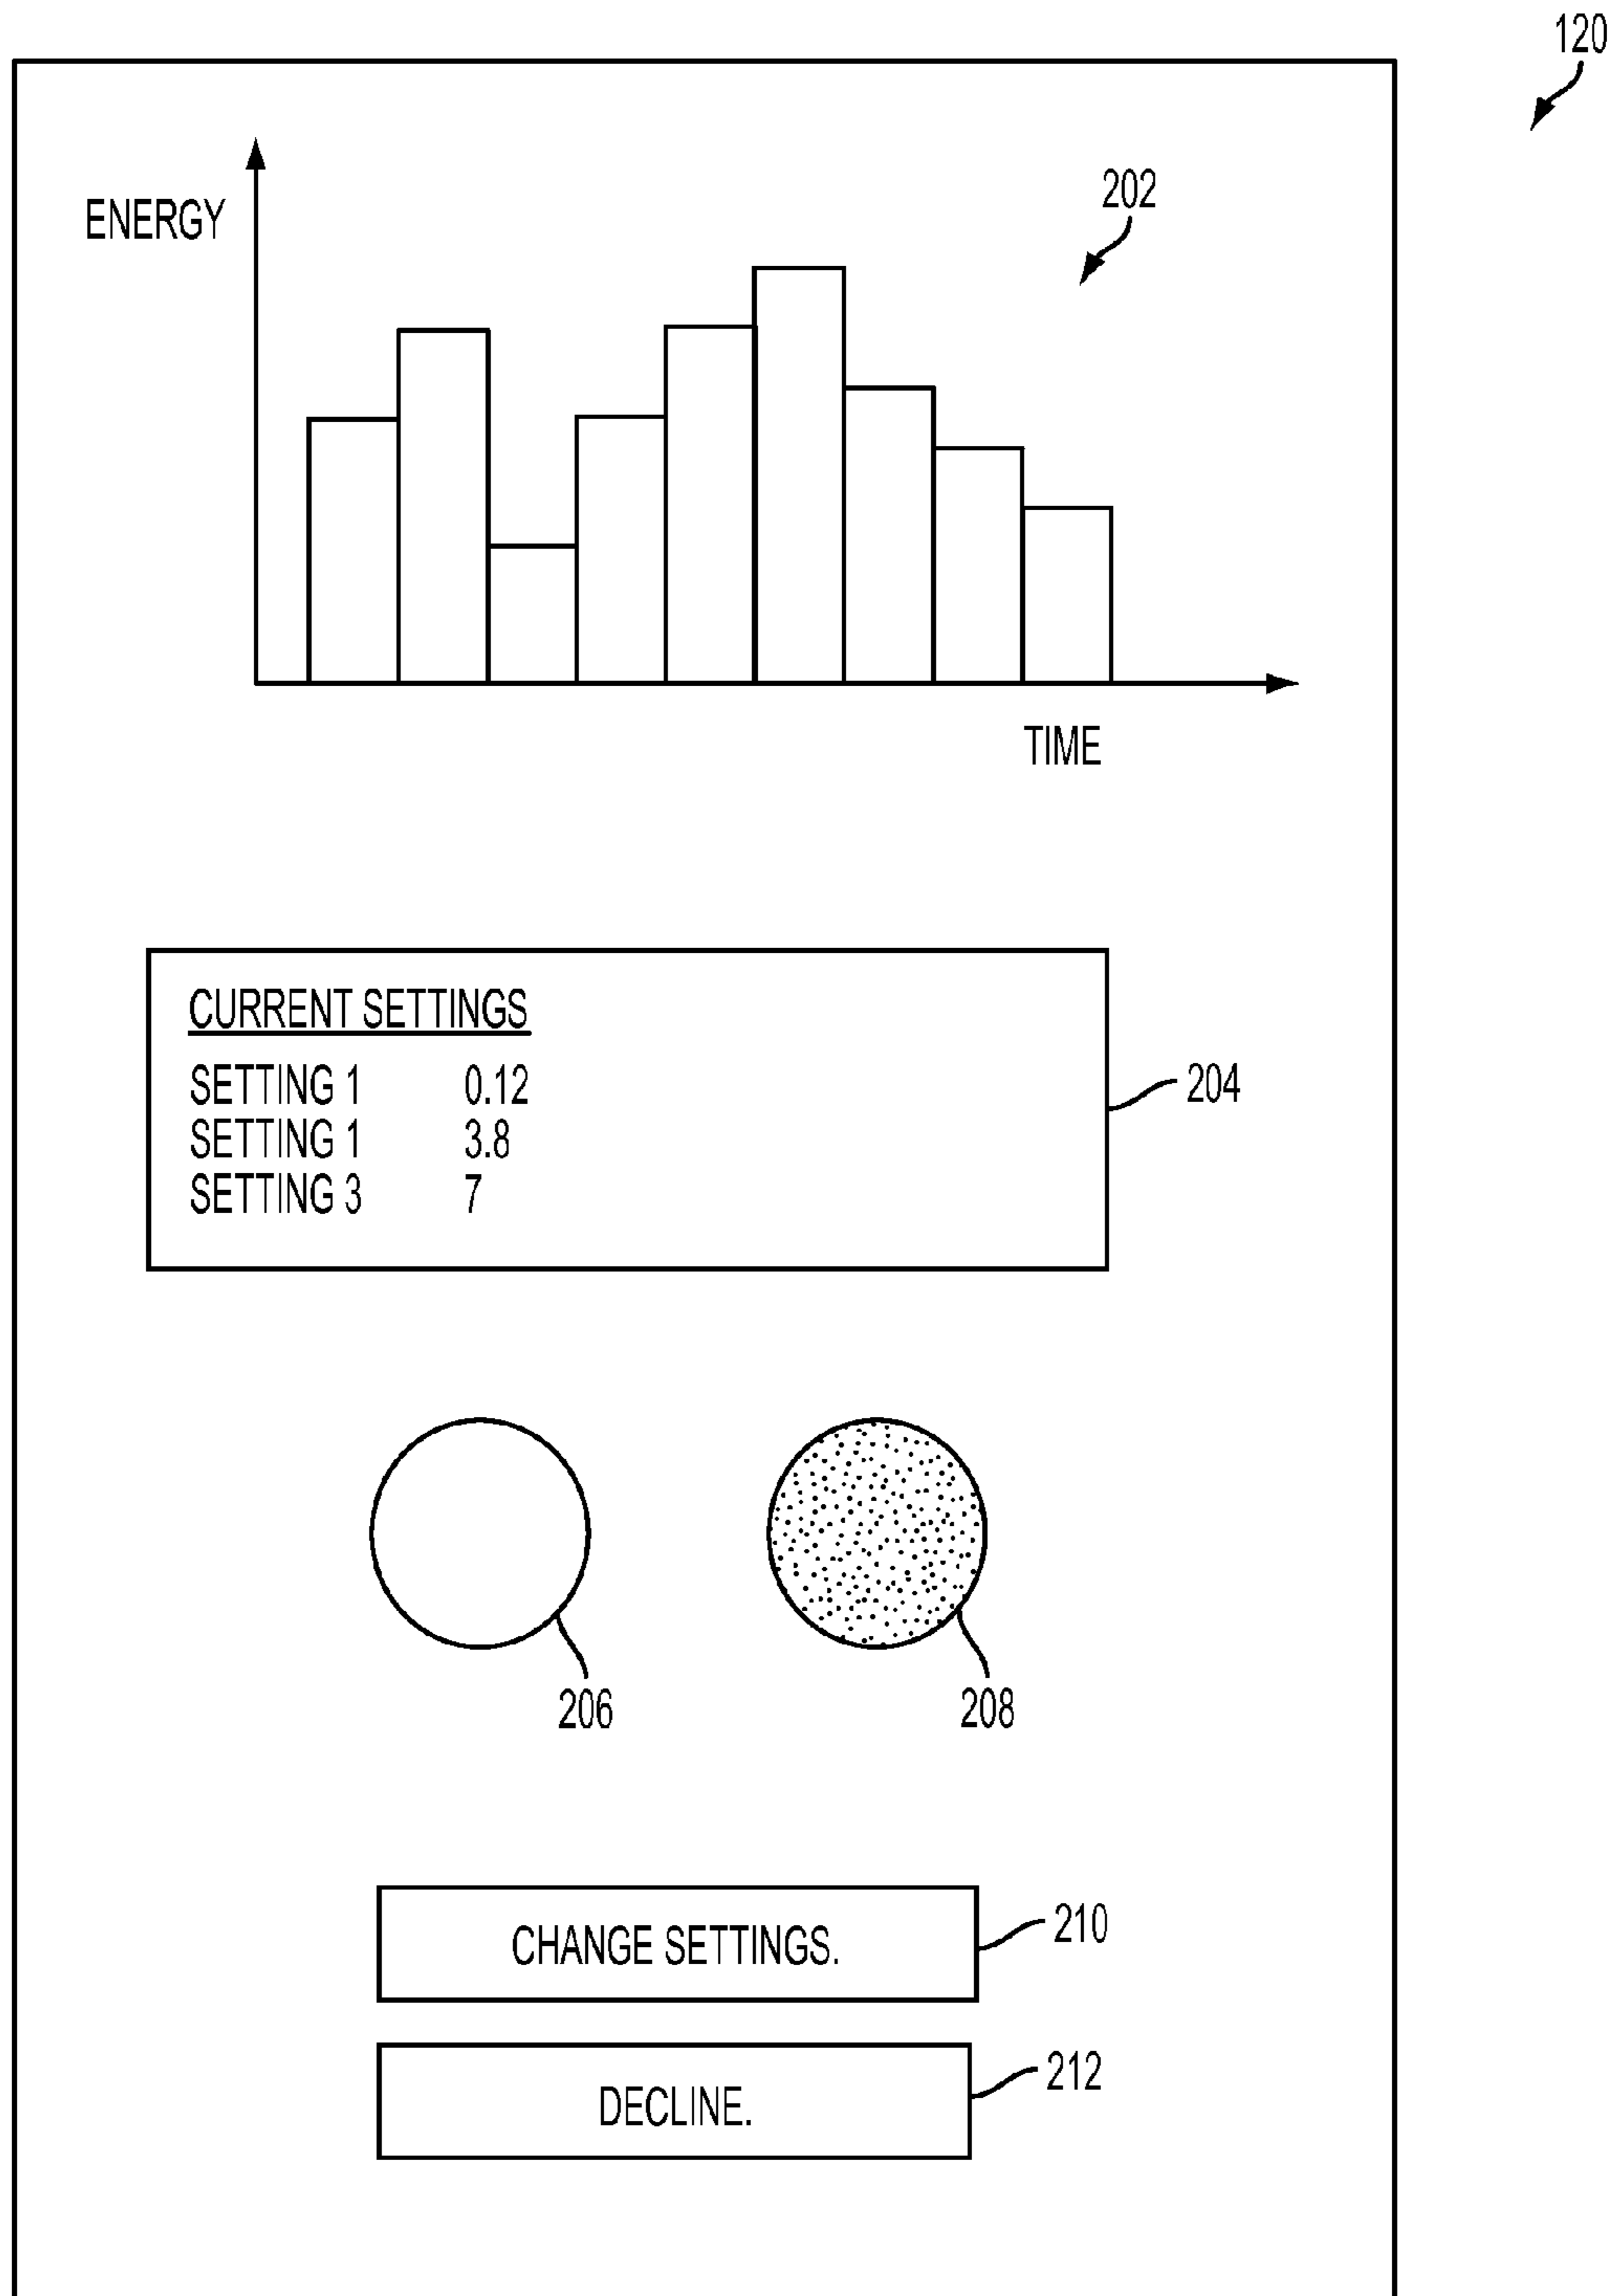 120
ENERGY
202
TIME
CURRENT SETTINGS
SETTING 1 0.12
SETTING 1 3.8
SETTING 3 7
204
206
208
CHANGE SETTINGS.
210
DECLINE.
212